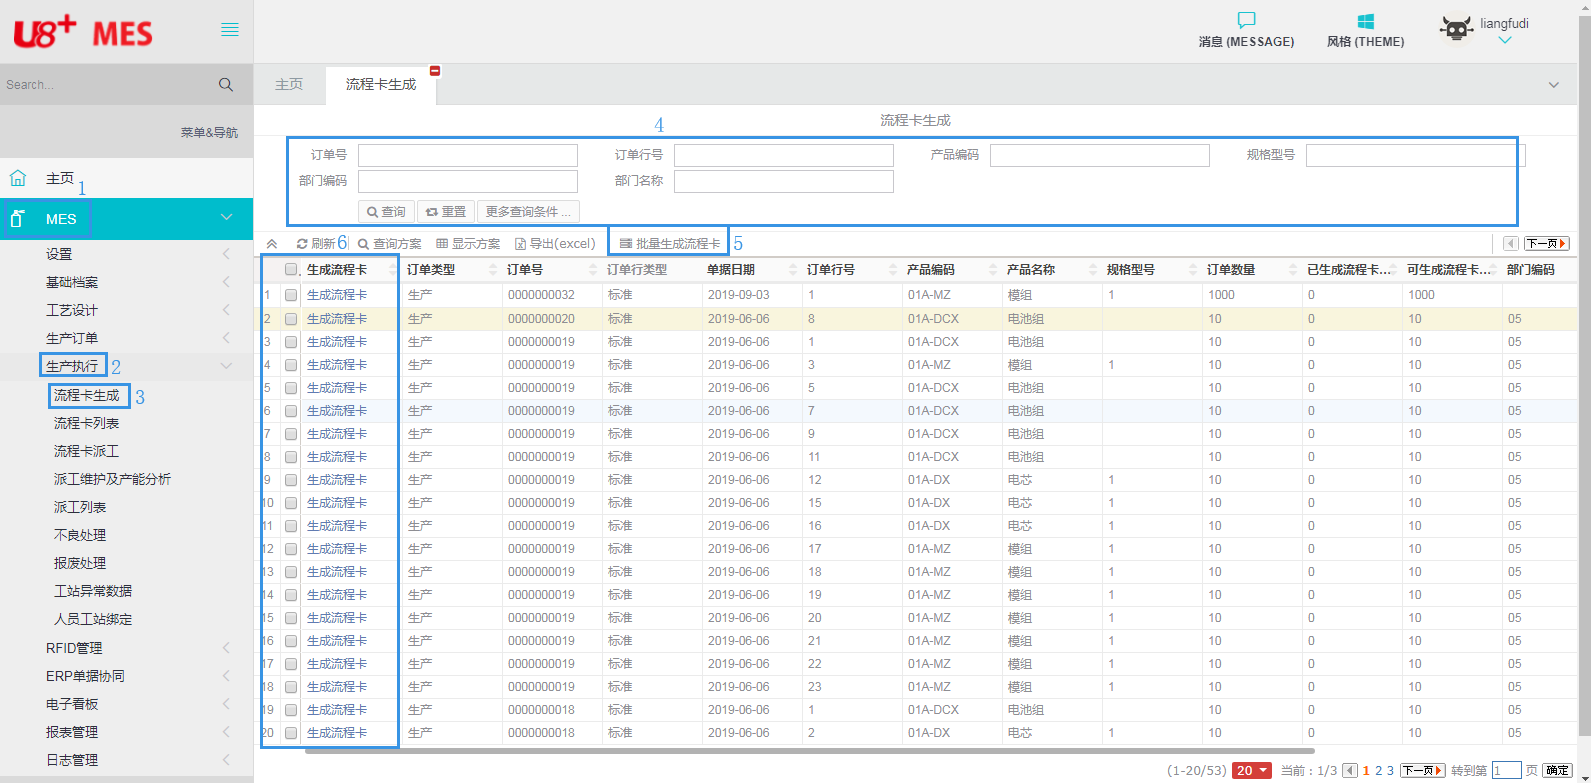 U8+ MES
消息 (MESSAGE) 风格 (THEME) liangfudi
Search...
主页 流程卡生成
菜单&导航
流程卡生成
4
订单号 订单行号 产品编码 规格型号
部门编码 部门名称
查询 重置 更多查询条件 ...
刷新 6 查询方案 显示方案 导出(excel) 批量生成流程卡 5 下一页
主页
1
MES
设置
基础档案
工艺设计
生产订单
生产执行 2
流程卡生成 3
流程卡列表
流程卡派工
派工维护及产能分析
派工列表
不良处理
报废处理
工站异常数据
人员工站绑定
RFID管理
ERP单据协同
电子看板
报表管理
日志管理
生成流程卡 订单类型 订单号 订单行类型 单据日期 订单行号 产品编码 产品名称 规格型号 订单数量 已生成流程卡... 可生成流程卡... 部门编码
1 生成流程卡 生产 0000000032 标准 2019-09-03 1 01A-MZ 模组 1 1000 0 1000
2 生成流程卡 生产 0000000020 标准 2019-06-06 8 01A-DCX 电池组 10 0 10 05
3 生成流程卡 生产 0000000019 标准 2019-06-06 1 01A-DCX 电池组 10 0 10 05
4 生成流程卡 生产 0000000019 标准 2019-06-06 3 01A-MZ 模组 1 10 0 10 05
5 生成流程卡 生产 0000000019 标准 2019-06-06 5 01A-DCX 电池组 10 0 10 05
6 生成流程卡 生产 0000000019 标准 2019-06-06 7 01A-DCX 电池组 10 0 10 05
7 生成流程卡 生产 0000000019 标准 2019-06-06 9 01A-DCX 电池组 10 0 10 05
8 生成流程卡 生产 0000000019 标准 2019-06-06 11 01A-DCX 电池组 10 0 10 05
9 生成流程卡 生产 0000000019 标准 2019-06-06 12 01A-DX 电芯 1 10 0 10 05
10 生成流程卡 生产 0000000019 标准 2019-06-06 15 01A-DX 电芯 1 10 0 10 05
11 生成流程卡 生产 0000000019 标准 2019-06-06 16 01A-DX 电芯 1 10 0 10 05
12 生成流程卡 生产 0000000019 标准 2019-06-06 17 01A-MZ 模组 1 10 0 10 05
13 生成流程卡 生产 0000000019 标准 2019-06-06 18 01A-MZ 模组 1 10 0 10 05
14 生成流程卡 生产 0000000019 标准 2019-06-06 19 01A-MZ 模组 1 10 0 10 05
15 生成流程卡 生产 0000000019 标准 2019-06-06 20 01A-MZ 模组 1 10 0 10 05
16 生成流程卡 生产 0000000019 标准 2019-06-06 21 01A-MZ 模组 1 10 0 10 05
17 生成流程卡 生产 0000000019 标准 2019-06-06 22 01A-MZ 模组 1 10 0 10 05
18 生成流程卡 生产 0000000019 标准 2019-06-06 23 01A-MZ 模组 1 10 0 10 05
19 生成流程卡 生产 0000000018 标准 2019-06-06 1 01A-DCX 电池组 10 0 10 05
20 生成流程卡 生产 0000000018 标准 2019-06-06 2 01A-DX 电芯 1 10 0 10 05
(1-20/53) 20 当前 : 1/3 1 2 3 下一页 转到第 1 页 确定